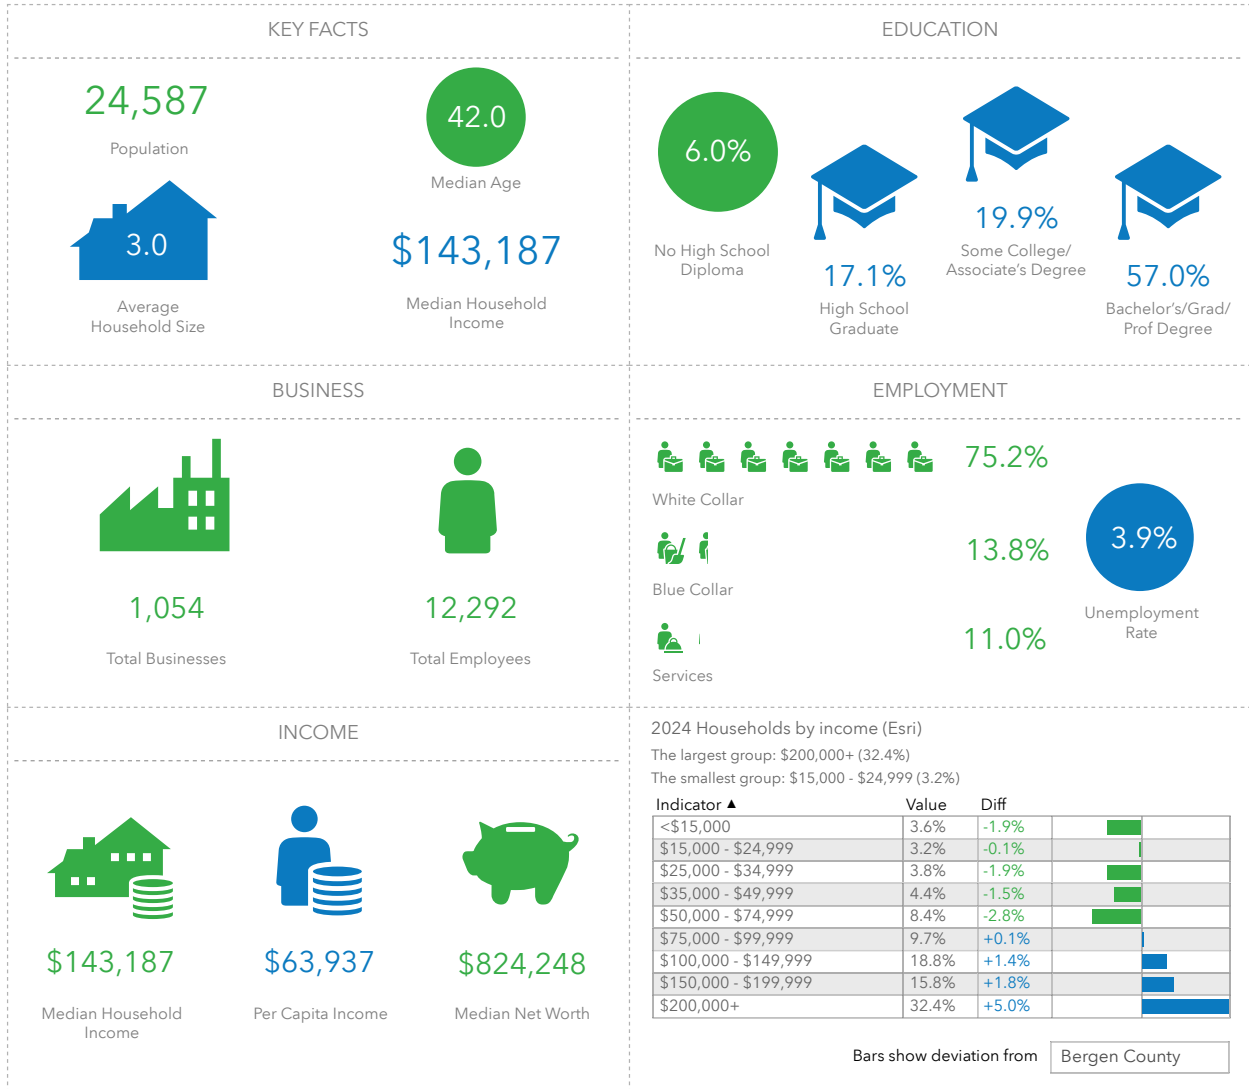 KEY FACTS
24,587
Population
42.0
Median Age
3.0
Average
Household Size
$143,187
Median Household
Income
EDUCATION
6.0%
No High School
Diploma
17.1%
High School
Graduate
19.9%
Some College/
Associate's Degree
57.0%
Bachelor's/Grad/
Prof Degree
BUSINESS
1,054
Total Businesses
12,292
Total Employees
EMPLOYMENT
75.2%
White Collar
13.8%
Blue Collar
11.0%
Services
3.9%
Unemployment
Rate
INCOME
$143,187
Median Household
Income
$63,937
Per Capita Income
$824,248
Median Net Worth
2024 Households by income (Esri)
The largest group: $200,000+ (32.4%)
The smallest group: $15,000 - $24,999 (3.2%)
Indicator ▲ Value Diff
<$15,000 3.6% -1.9%
$15,000 - $24,999 3.2% -0.1%
$25,000 - $34,999 3.8% -1.9%
$35,000 - $49,999 4.4% -1.5%
$50,000 - $74,999 8.4% -2.8%
$75,000 - $99,999 9.7% +0.1%
$100,000 - $149,999 18.8% +1.4%
$150,000 - $199,999 15.8% +1.8%
$200,000+ 32.4% +5.0%
Bars show deviation from Bergen County